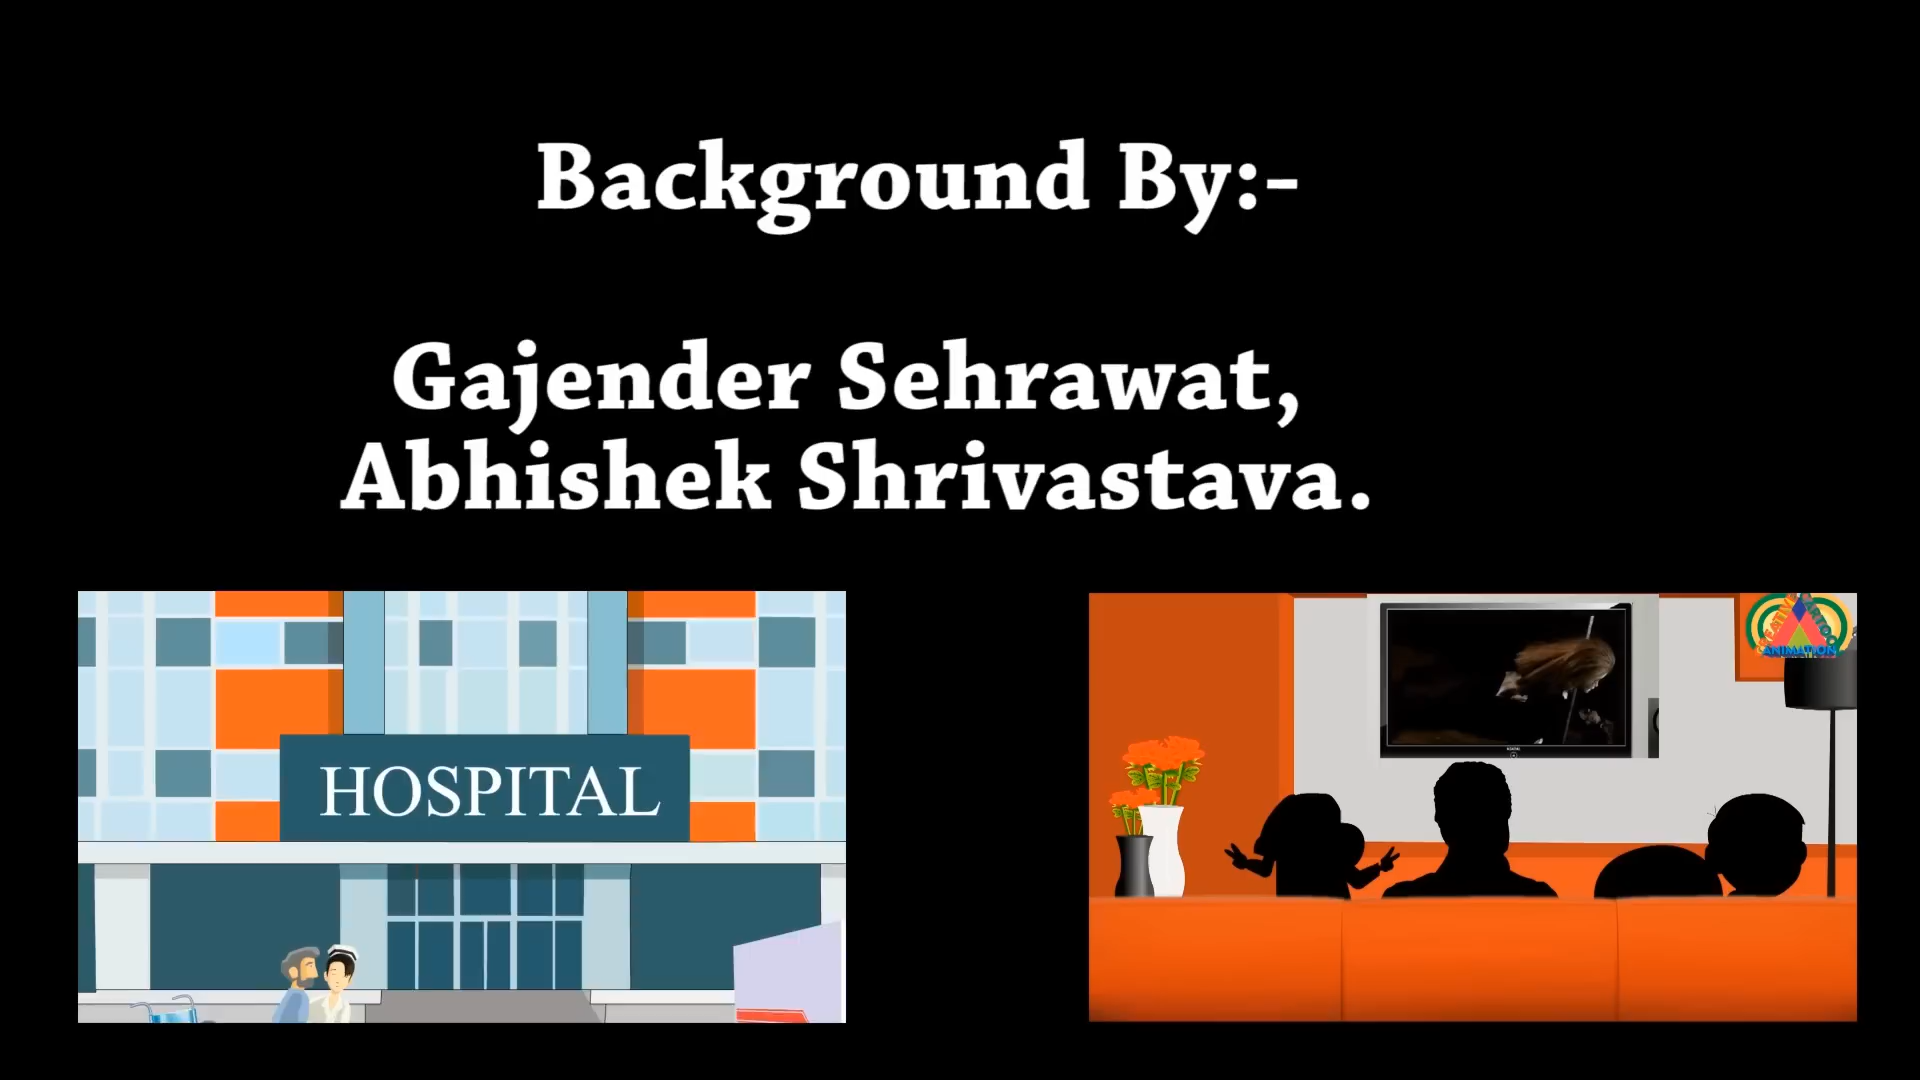 Background By:-
Gajender Sehrawat,
Abhishek Shrivastava.
HOSPITAL
ANIMATION